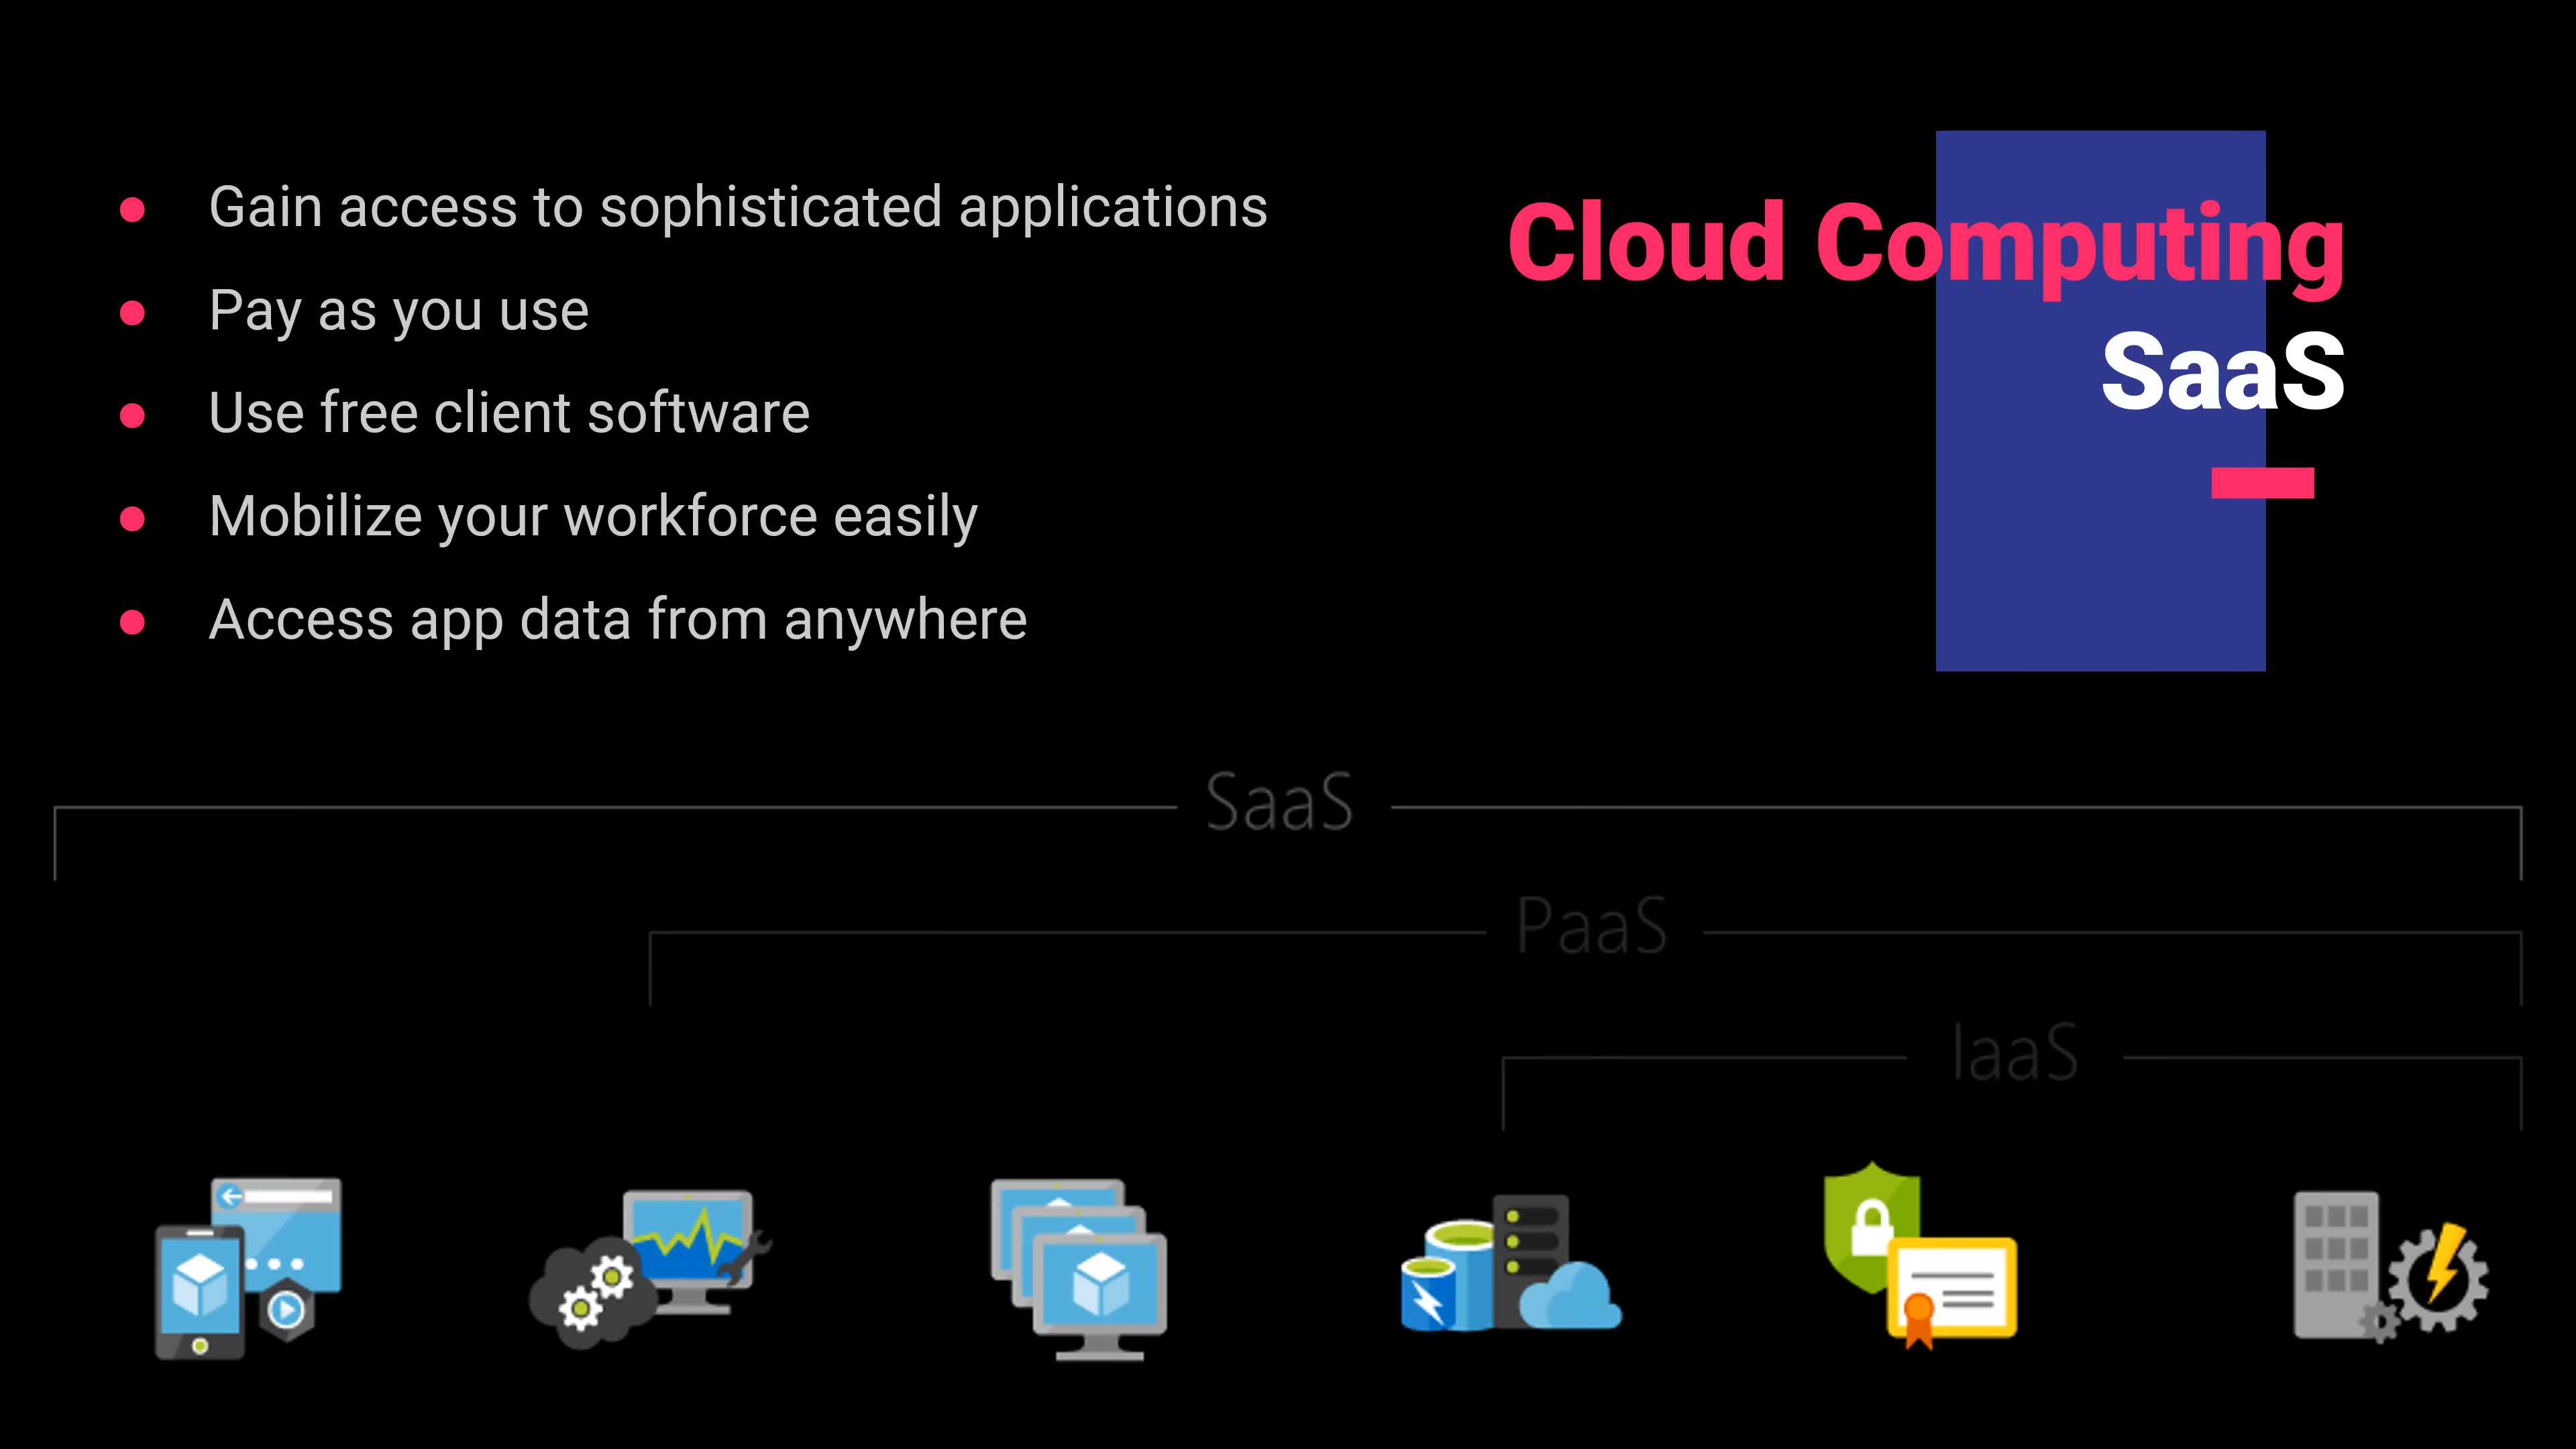 Gain access to sophisticated applications
Pay as you use
Use free client software
Mobilize your workforce easily
Access app data from anywhere
Cloud Computing
SaaS
SaaS
PaaS
IaaS